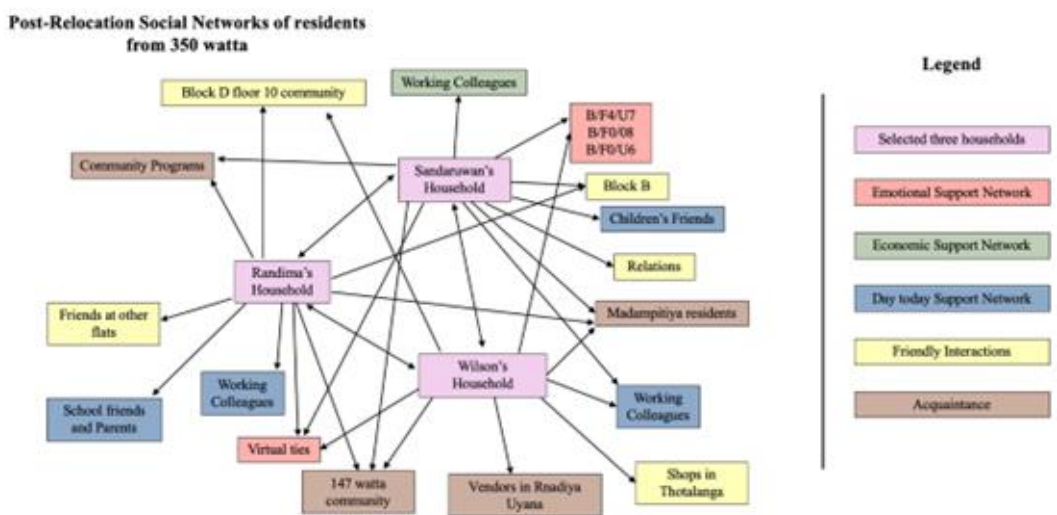 Post-Relocation Social Networks of residents
from 350 watta
Legend
Block D floor 10 community
Working Colleagues
B/F4/U7
B/F0/08
B/F0/U6
Community Programs
Sandaruwan's
Household
Block B
Children's Friends
Randima's
Household
Relations
Friends at other
flats
Madampitiya residents
Wilson's
Household
School friends
and Parents
Working
Colleagues
Working
Colleagues
Virtual ties
147 watta
community
Vendors in Rnadiya
Uyana
Shops in
Thotalanga
Selected three households
Emotional Support Network
Economic Support Network
Day today Support Network
Friendly Interactions
Acquaintance